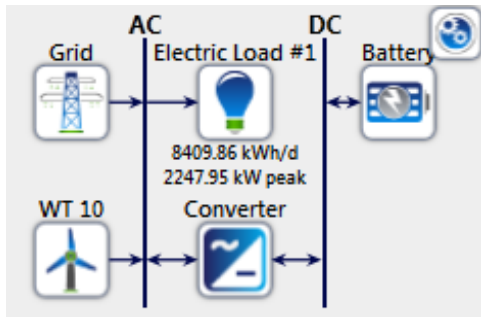 AC DC
Grid Electric Load #1 Battery
8409.86 kWh/d
2247.95 kW peak
WT 10 Converter